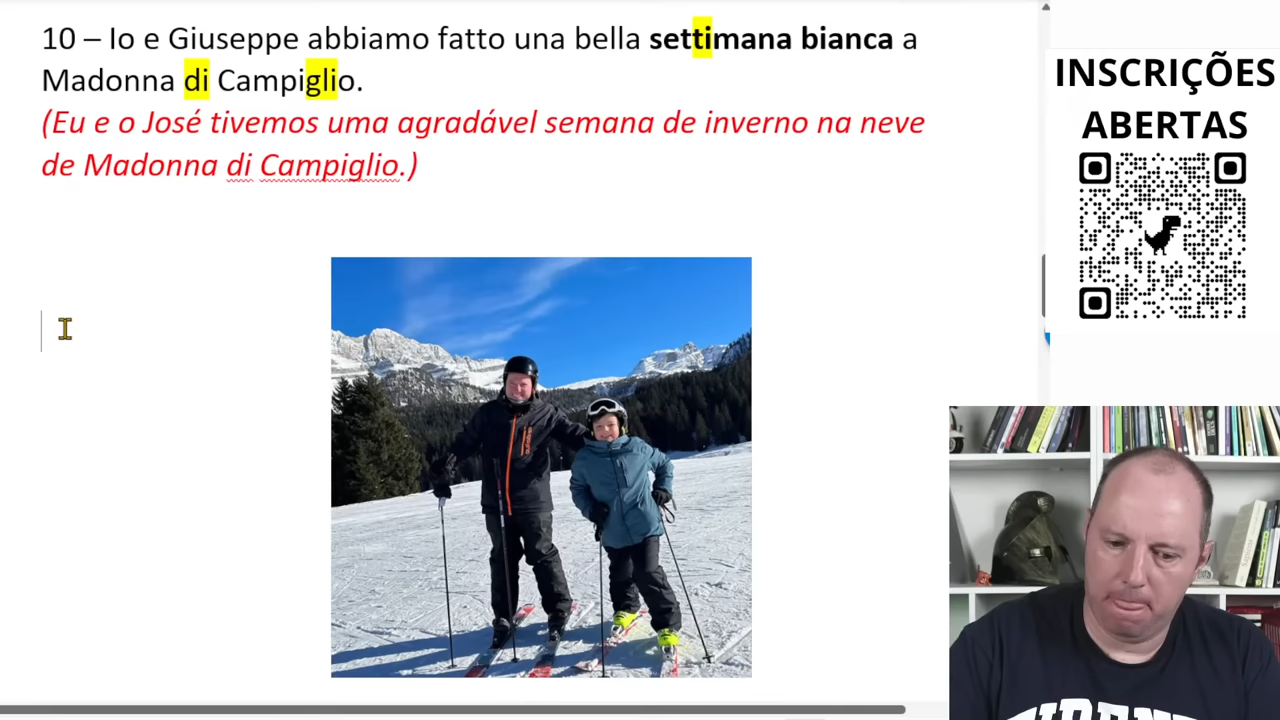 10 – Io e Giuseppe abbiamo fatto una bella settimana bianca a
Madonna di Campiglio.
(Eu e o José tivemos uma agradável semana de inverno na neve
de Madonna di Campiglio.)
INSCRIÇÕES
ABERTAS